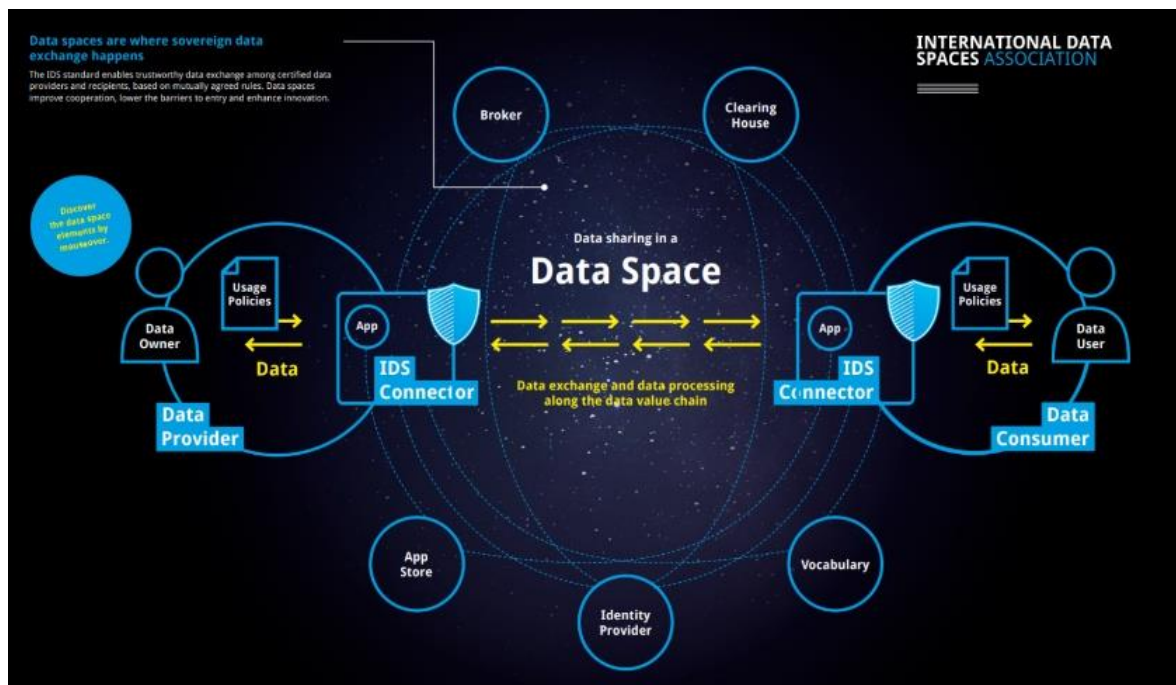 Data spaces are where sovereign data
exchange happens
The IDS standard enables trustworthy data exchange among certified data
providers and recipients, based on mutually agreed rules. Data spaces
improve cooperation, lower the barriers to entry and enhance innovation.
INTERNATIONAL DATA
SPACES ASSOCIATION
Broker
Clearing
House
Discover
the data space
elements by
mouseover.
Data sharing in a
Data Space
Usage
Policies
Data
Owner
Data
App
IDS
Connector
Data
Provider
Data exchange and data processing
along the data value chain
App
IDS
Connector
Usage
Policies
Data
User
Data
Data
Consumer
App
Store
Identity
Provider
Vocabulary